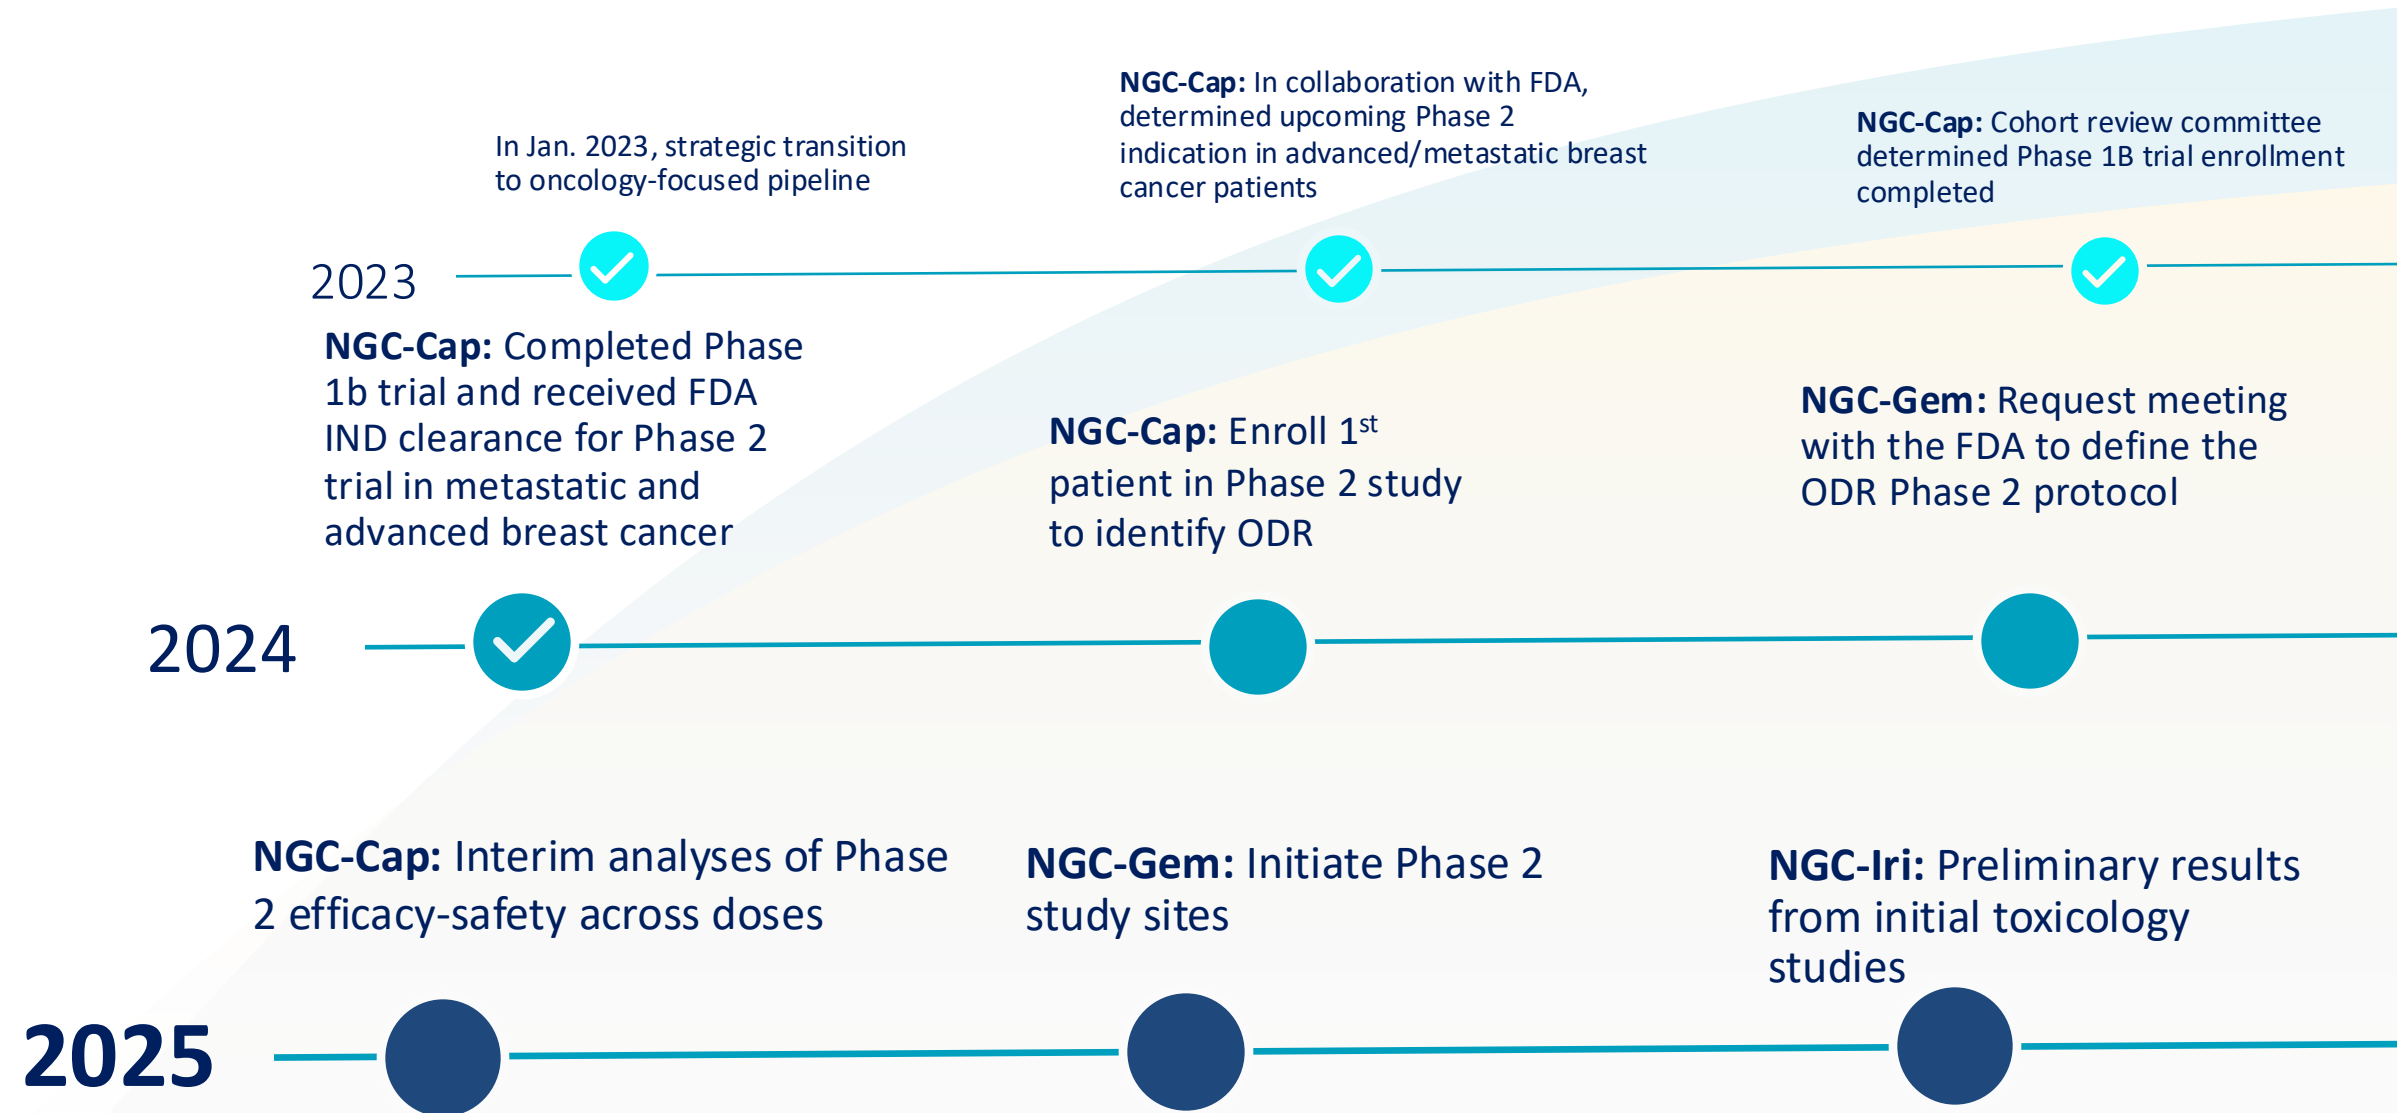 In Jan. 2023, strategic transition
to oncology-focused pipeline
NGC-Cap: In collaboration with FDA,
determined upcoming Phase 2
indication in advanced/metastatic breast
cancer patients
NGC-Cap: Cohort review committee
determined Phase 1B trial enrollment
completed
2023
NGC-Cap: Completed Phase
1b trial and received FDA
IND clearance for Phase 2
trial in metastatic and
advanced breast cancer
NGC-Cap: Enroll 1st
patient in Phase 2 study
to identify ODR
NGC-Gem: Request meeting
with the FDA to define the
ODR Phase 2 protocol
2024
NGC-Cap: Interim analyses of Phase
2 efficacy-safety across doses
NGC-Gem: Initiate Phase 2
study sites
NGC-Iri: Preliminary results
from initial toxicology
studies
2025